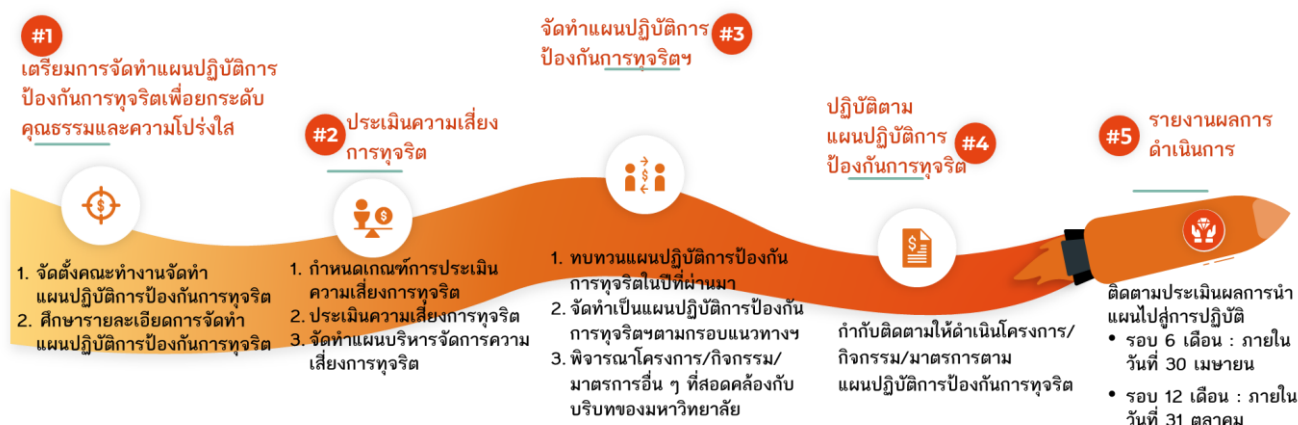 #1
เตรียมการจัดทำแผนปฏิบัติการ
ป้องกันการทุจริตเพื่อยกระดับ
คุณธรรมและความโปร่งใส
1. จัดตั้งคณะทำงานจัดทำ
แผนปฏิบัติการป้องกันการทุจริต
2. ศึกษารายละเอียดการจัดทำ
แผนปฏิบัติการป้องกันการทุจริต
#2
ประเมินความเสี่ยง
การทุจริต
1. กำหนดเกณฑ์การประเมิน
ความเสี่ยงการทุจริต
2. ประเมินความเสี่ยงการทุจริต
3. จัดทำแผนบริหารจัดการความ
เสี่ยงการทุจริต
จัดทำแผนปฏิบัติการ
ป้องกันการทุจริตฯ
#3
1. ทบทวนแผนปฏิบัติการป้องกัน
การทุจริตในปีที่ผ่านมา
2. จัดทำเป็นแผนปฏิบัติการป้องกัน
การทุจริตฯตามกรอบแนวทางฯ
3. พิจารณาโครงการ/กิจกรรม/
มาตรการอื่น ๆ ที่สอดคล้องกับ
บริบทของมหาวิทยาลัย
ปฏิบัติตาม
แผนปฏิบัติการ
ป้องกันการทุจริต
#4
กำกับติดตามให้ดำเนินโครงการ/
กิจกรรม/มาตรการตาม
แผนปฏิบัติการป้องกันการทุจริต
#5
รายงานผลการ
ดำเนินการ
ติดตามประเมินผลการนำ
แผนไปสู่การปฏิบัติ
• รอบ 6 เดือน : ภายใน
วันที่ 30 เมษายน
• รอบ 12 เดือน : ภายใน
วันที่ 31 ตุลาคม